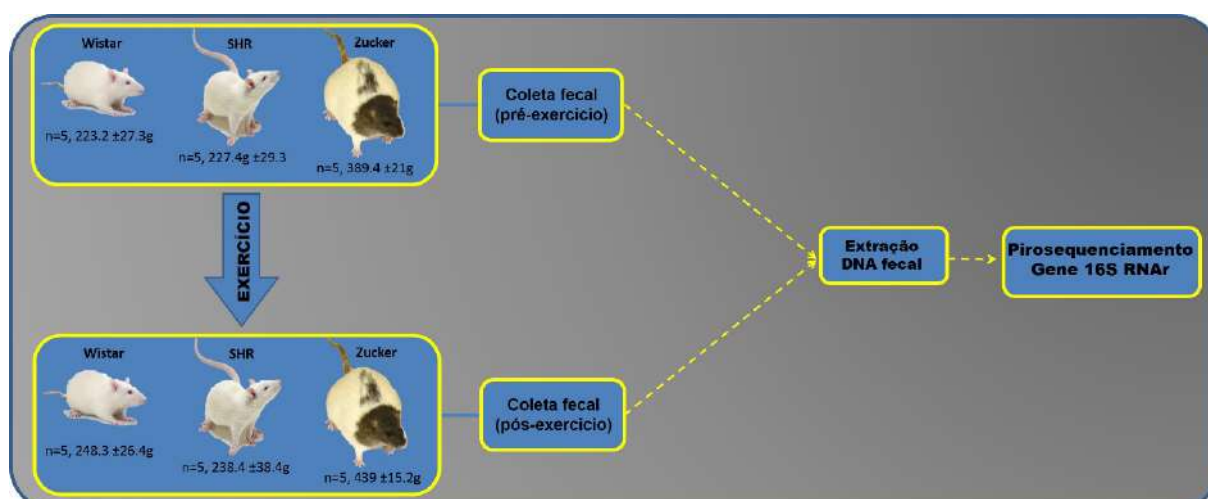 Wistar
SHR
Zucker
n=5, 223.2 ±27.3g
n=5, 227.4g ±29.3
n=5, 389.4 ±21g
Coleta fecal
(pré-exercicio)
EXERCÍCIO
Extração
DNA fecal
Pirosequenciamento
Gene 16S RNAr
Wistar
SHR
Zucker
n=5, 248.3 ±26.4g
n=5, 238.4 ±38.4g
n=5, 439 ±15.2g
Coleta fecal
(pós-exercicio)